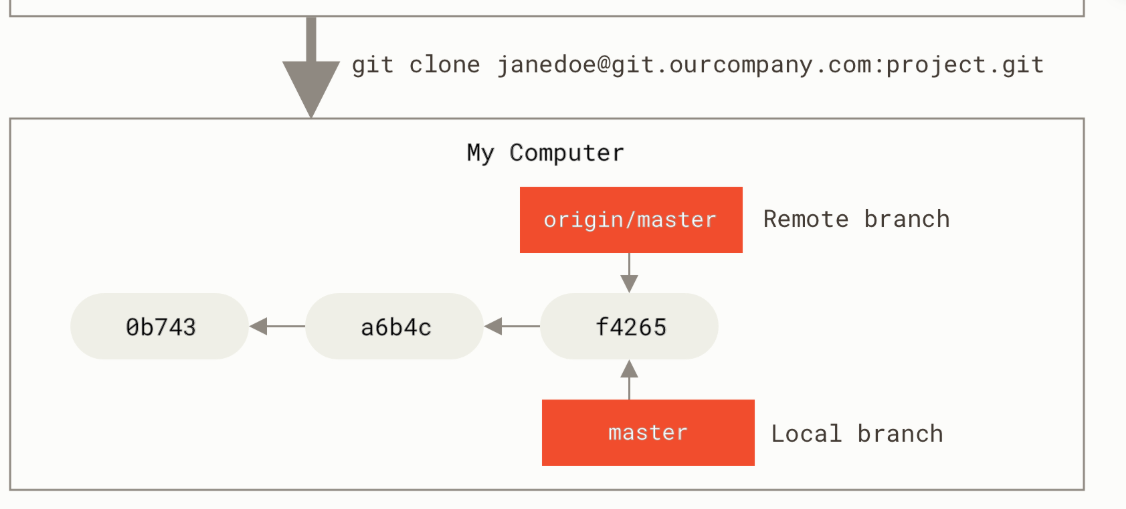 git clone janedoe@git.ourcompany.com:project.git
My Computer
origin/master
Remote branch
0b743
a6b4c
f4265
master
Local branch